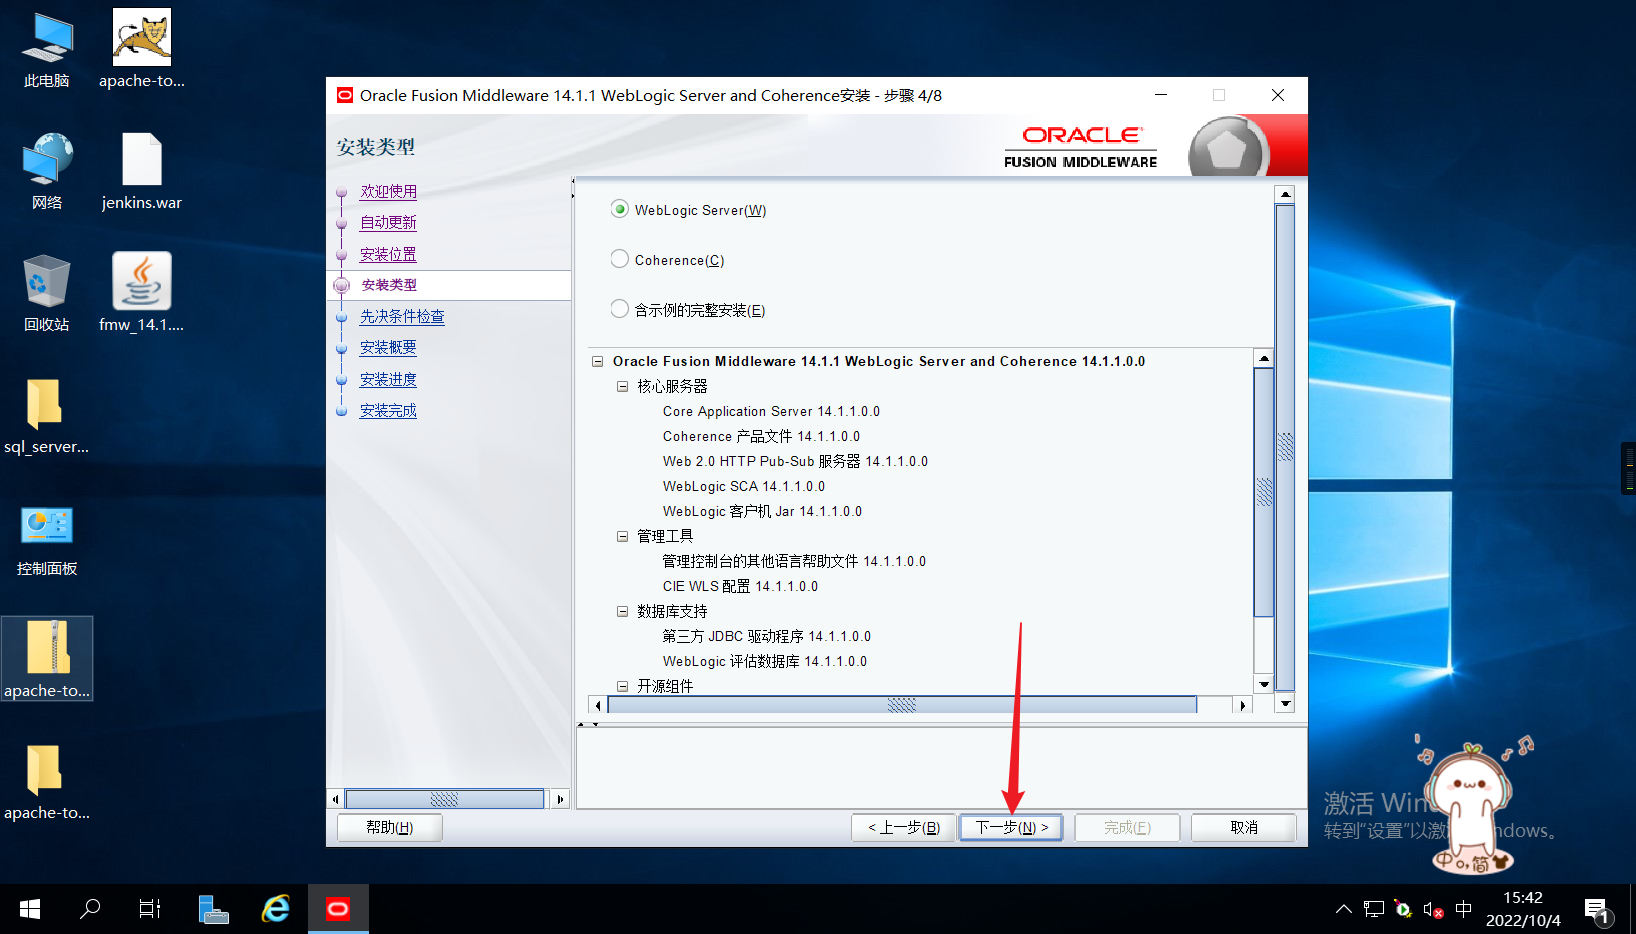 此电脑
apache-to...
网络
jenkins.war
回收站
fmw_14.1....
sql_server...
控制面板
apache-to...
apache-to...
Oracle Fusion Middleware 14.1.1 WebLogic Server and Coherence安装 - 步骤 4/8
安装类型
ORACLE
FUSION MIDDLEWARE
欢迎使用
自动更新
安装位置
安装类型
先决条件检查
安装概要
安装进度
安装完成
WebLogic Server(W)
Coherence(C)
含示例的完整安装(E)
Oracle Fusion Middleware 14.1.1 WebLogic Server and Coherence 14.1.1.0.0
核心服务器
Core Application Server 14.1.1.0.0
Coherence 产品文件 14.1.1.0.0
Web 2.0 HTTP Pub-Sub 服务器 14.1.1.0.0
WebLogic SCA 14.1.1.0.0
WebLogic 客户机 Jar 14.1.1.0.0
管理工具
管理控制台的其他语言帮助文件 14.1.1.0.0
CIE WLS 配置 14.1.1.0.0
数据库支持
第三方 JDBC 驱动程序 14.1.1.0.0
WebLogic 评估数据库 14.1.1.0.0
开源组件
帮助(H)
< 上一步(B)
下一步(N) >
完成(F)
取消
激活 Win
转到"设置"以激 ndows。
中 简
中
15:42
2022/10/4
1